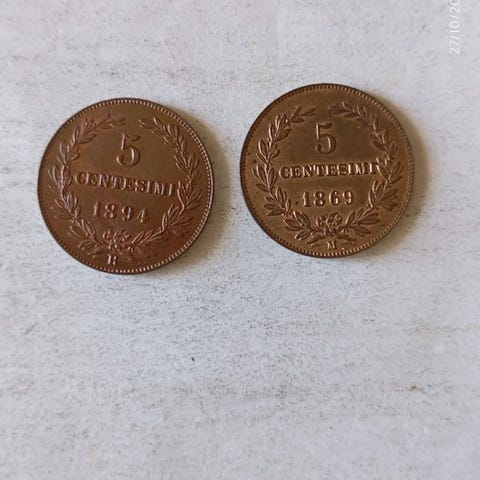 5
CENTESIMI
1894
R
5
CENTESIMI
1869
M
27/10/20